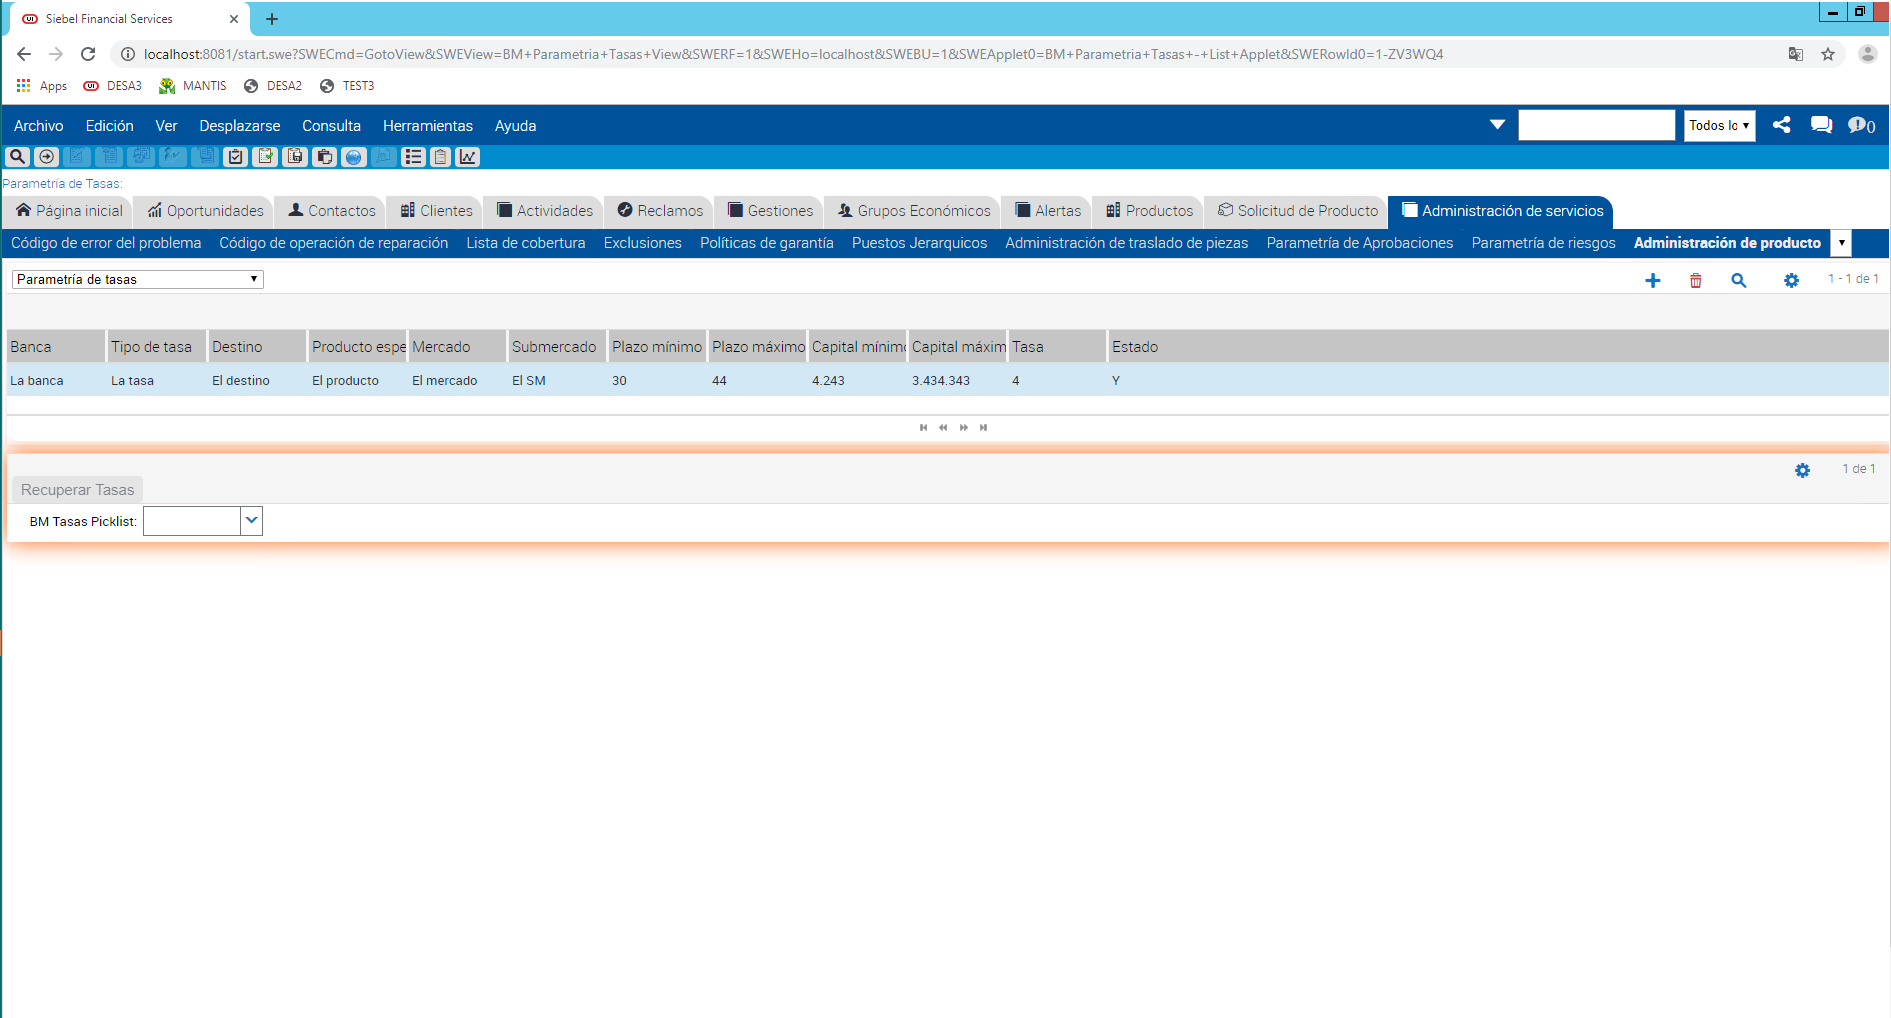 Siebel Financial Services
localhost:8081/start.swe?SWECmd=GotoView&SWEView=BM+Parametria+Tasas+View&SWERF=1&SWEHo=localhost&SWEBU=1&SWEApplet0=BM+Parametria+Tasas+-+List+Applet&SWERowId0=1-ZV3WQ4
Apps DESA3 MANTIS DESA2 TEST3
Archivo Edición Ver Desplazarse Consulta Herramientas Ayuda Todos lo 0
Parametría de Tasas:
Página inicial Oportunidades Contactos Clientes Actividades Reclamos Gestiones Grupos Económicos Alertas Productos Solicitud de Producto Administración de servicios
Código de error del problema Código de operación de reparación Lista de cobertura Exclusiones Políticas de garantía Puestos Jerarquicos Administración de traslado de piezas Parametría de Aprobaciones Parametría de riesgos Administración de producto
Parametría de tasas 1 - 1 de 1
Banca Tipo de tasa Destino Producto espe Mercado Submercado Plazo mínimo Plazo máximo Capital mínimo Capital máxim Tasa Estado
La banca La tasa El destino El producto El mercado El SM 30 44 4.243 3.434.343 4 Y
1 de 1
Recuperar Tasas
BM Tasas Picklist: